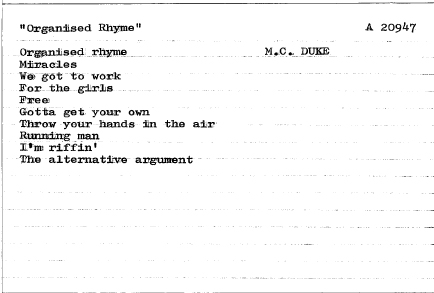 "Organised Rhyme" A 20947
Organised rhyme M.C. DUKE
Miracles
We got to work
For the girls
Free
Gotta get your own
Throw your hands in the air
Running man
I'm riffin'
The alternative argument